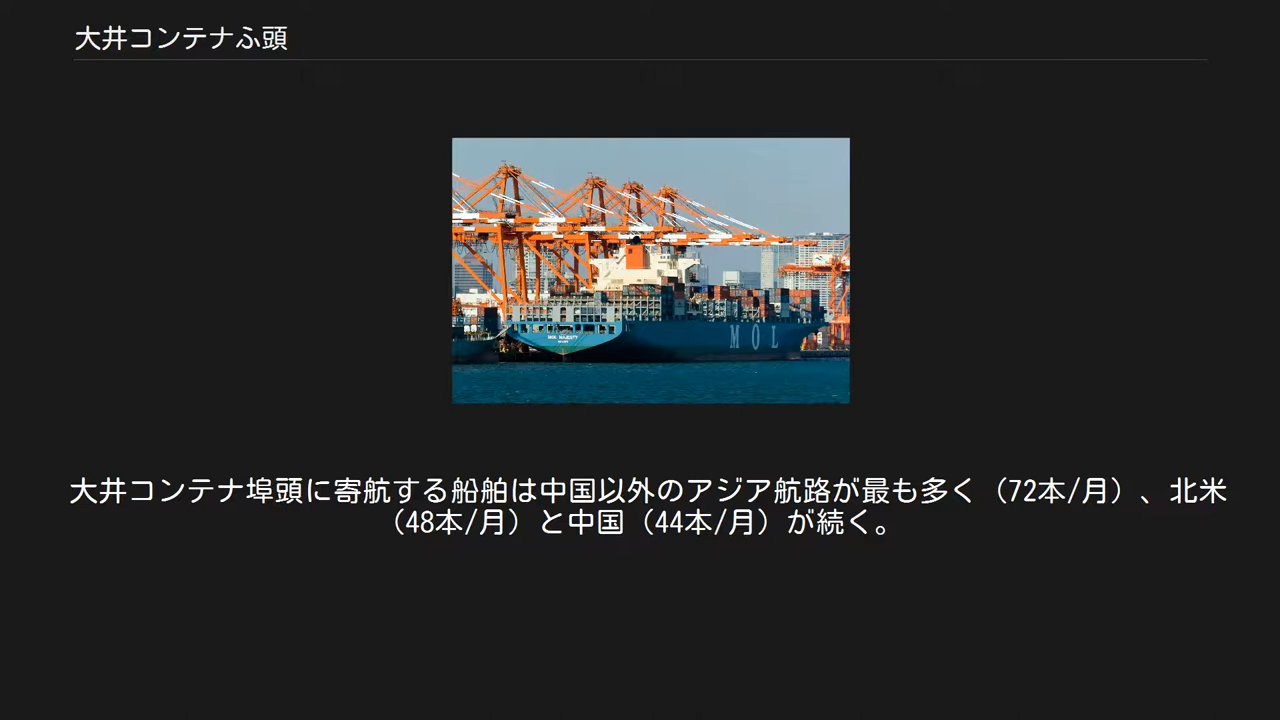 大井コンテナふ頭
MOL MAJESTY
MOL
大井コンテナ埠頭に寄航する船舶は中国以外のアジア航路が最も多く（72本/月）、北米
（48本/月）と中国（44本/月）が続く。